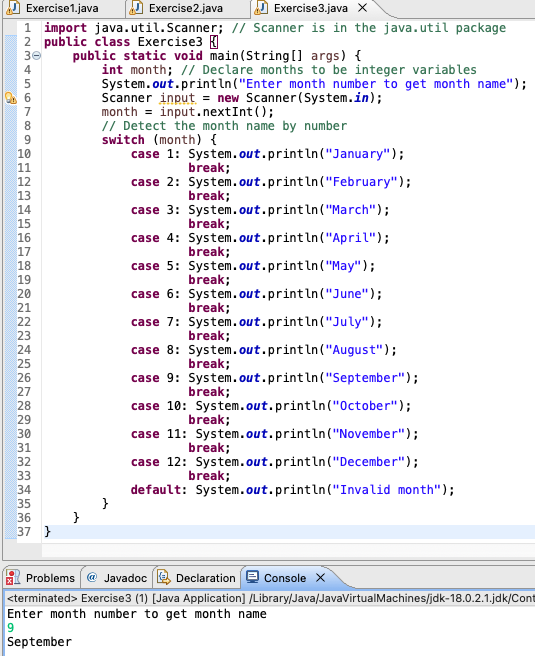 Exercise1.java Exercise2.java Exercise3.java
1 import java.util.Scanner; // Scanner is in the java.util package
2 public class Exercise3 {
3 public static void main(String[] args) {
4 int month; // Declare months to be integer variables
5 System.out.println("Enter month number to get month name");
6 Scanner input = new Scanner(System.in);
7 month = input.nextInt();
8 // Detect the month name by number
9 switch (month) {
10 case 1: System.out.println("January");
11 break;
12 case 2: System.out.println("February");
13 break;
14 case 3: System.out.println("March");
15 break;
16 case 4: System.out.println("April");
17 break;
18 case 5: System.out.println("May");
19 break;
20 case 6: System.out.println("June");
21 break;
22 case 7: System.out.println("July");
23 break;
24 case 8: System.out.println("August");
25 break;
26 case 9: System.out.println("September");
27 break;
28 case 10: System.out.println("October");
29 break;
30 case 11: System.out.println("November");
31 break;
32 case 12: System.out.println("December");
33 break;
34 default: System.out.println("Invalid month");
35 }
36 }
37 }
Problems @ Javadoc Declaration Console
<terminated> Exercise3 (1) [Java Application] /Library/Java/JavaVirtualMachines/jdk-18.0.2.1.jdk/Cont
Enter month number to get month name
9
September